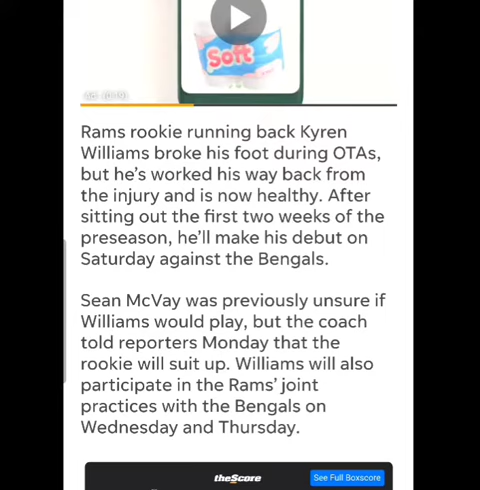 Soft
Ad: (0:19)
Rams rookie running back Kyren
Williams broke his foot during OTAs,
but he's worked his way back from
the injury and is now healthy. After
sitting out the first two weeks of the
preseason, he'll make his debut on
Saturday against the Bengals.
Sean McVay was previously unsure if
Williams would play, but the coach
told reporters Monday that the
rookie will suit up. Williams will also
participate in the Rams' joint
practices with the Bengals on
Wednesday and Thursday.
theScore
See Full Boxscore